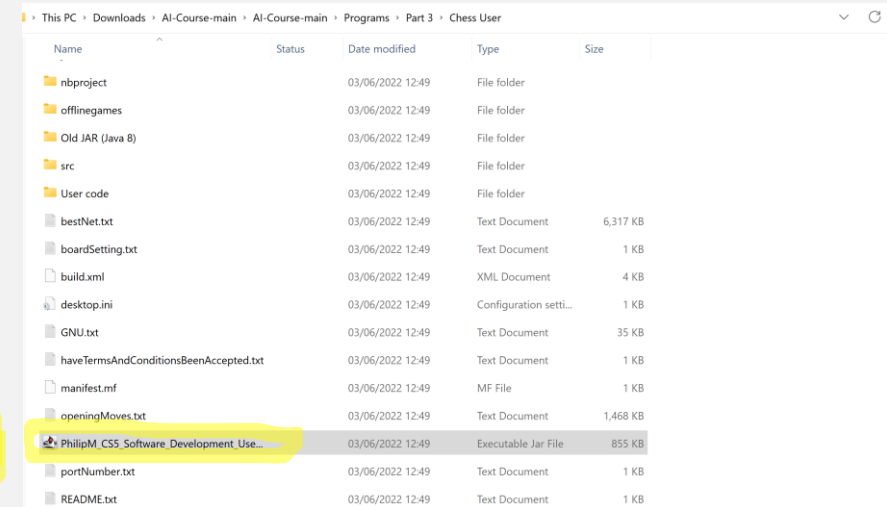 This PC > Downloads > AI-Course-main > AI-Course-main > Programs > Part 3 > Chess User
Name Status Date modified Type Size
nbproject 03/06/2022 12:49 File folder
offlinegames 03/06/2022 12:49 File folder
Old JAR (Java 8) 03/06/2022 12:49 File folder
src 03/06/2022 12:49 File folder
User code 03/06/2022 12:49 File folder
bestNet.txt 03/06/2022 12:49 Text Document 6,317 KB
boardSetting.txt 03/06/2022 12:49 Text Document 1 KB
build.xml 03/06/2022 12:49 XML Document 4 KB
desktop.ini 03/06/2022 12:49 Configuration setti... 1 KB
GNU.txt 03/06/2022 12:49 Text Document 35 KB
haveTermsAndConditionsBeenAccepted.txt 03/06/2022 12:49 Text Document 1 KB
manifest.mf 03/06/2022 12:49 MF File 1 KB
openingMoves.txt 03/06/2022 12:49 Text Document 1,468 KB
PhilipM_CS5_Software_Development_Use... 03/06/2022 12:49 Executable Jar File 855 KB
portNumber.txt 03/06/2022 12:49 Text Document 1 KB
README.txt 03/06/2022 12:49 Text Document 1 KB